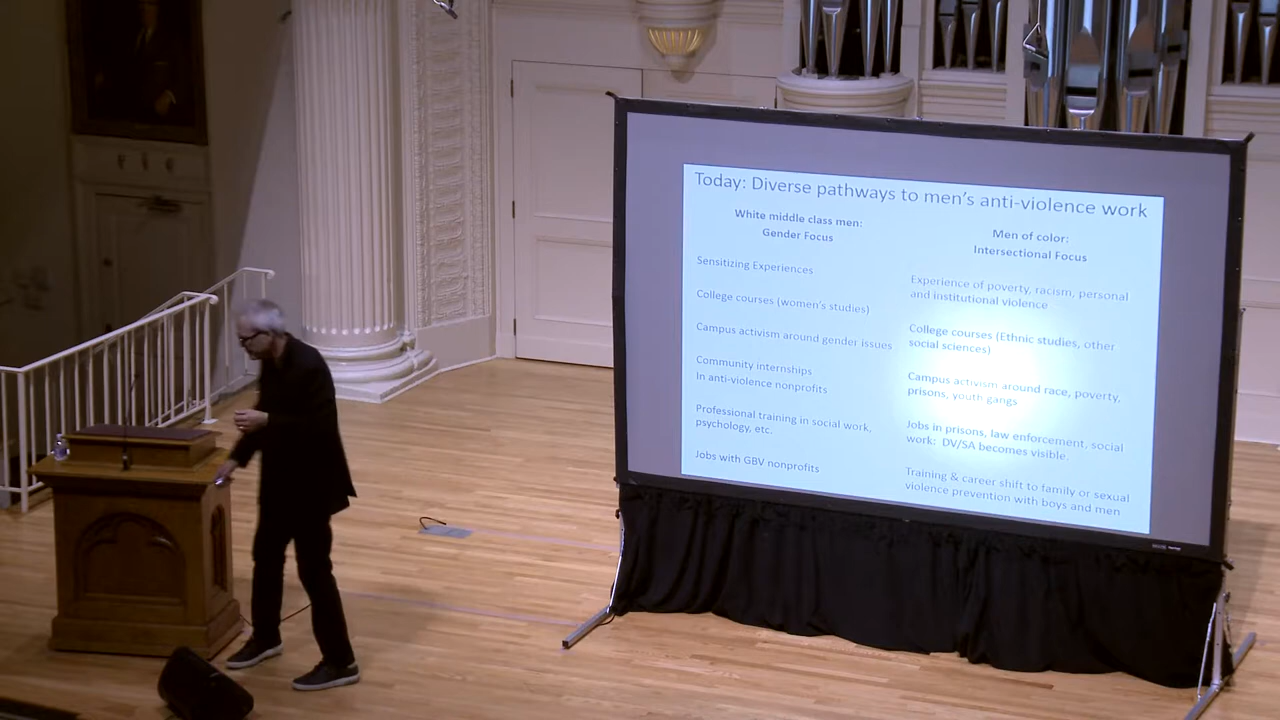 Today: Diverse pathways to men's anti-violence work
White middle class men:
Gender Focus
Sensitizing Experiences
College courses (women's studies)
Campus activism around gender issues
Community internships
In anti-violence nonprofits
Professional training in social work,
psychology, etc.
Jobs with GBV nonprofits
Men of color:
Intersectional Focus
Experience of poverty, racism, personal
and institutional violence
College courses (Ethnic studies, other
social sciences)
Campus activism around race, poverty,
prisons, youth gangs
Jobs in prisons, law enforcement, social
work: DV/SA becomes visible.
Training & career shift to family or sexual
violence prevention with boys and men